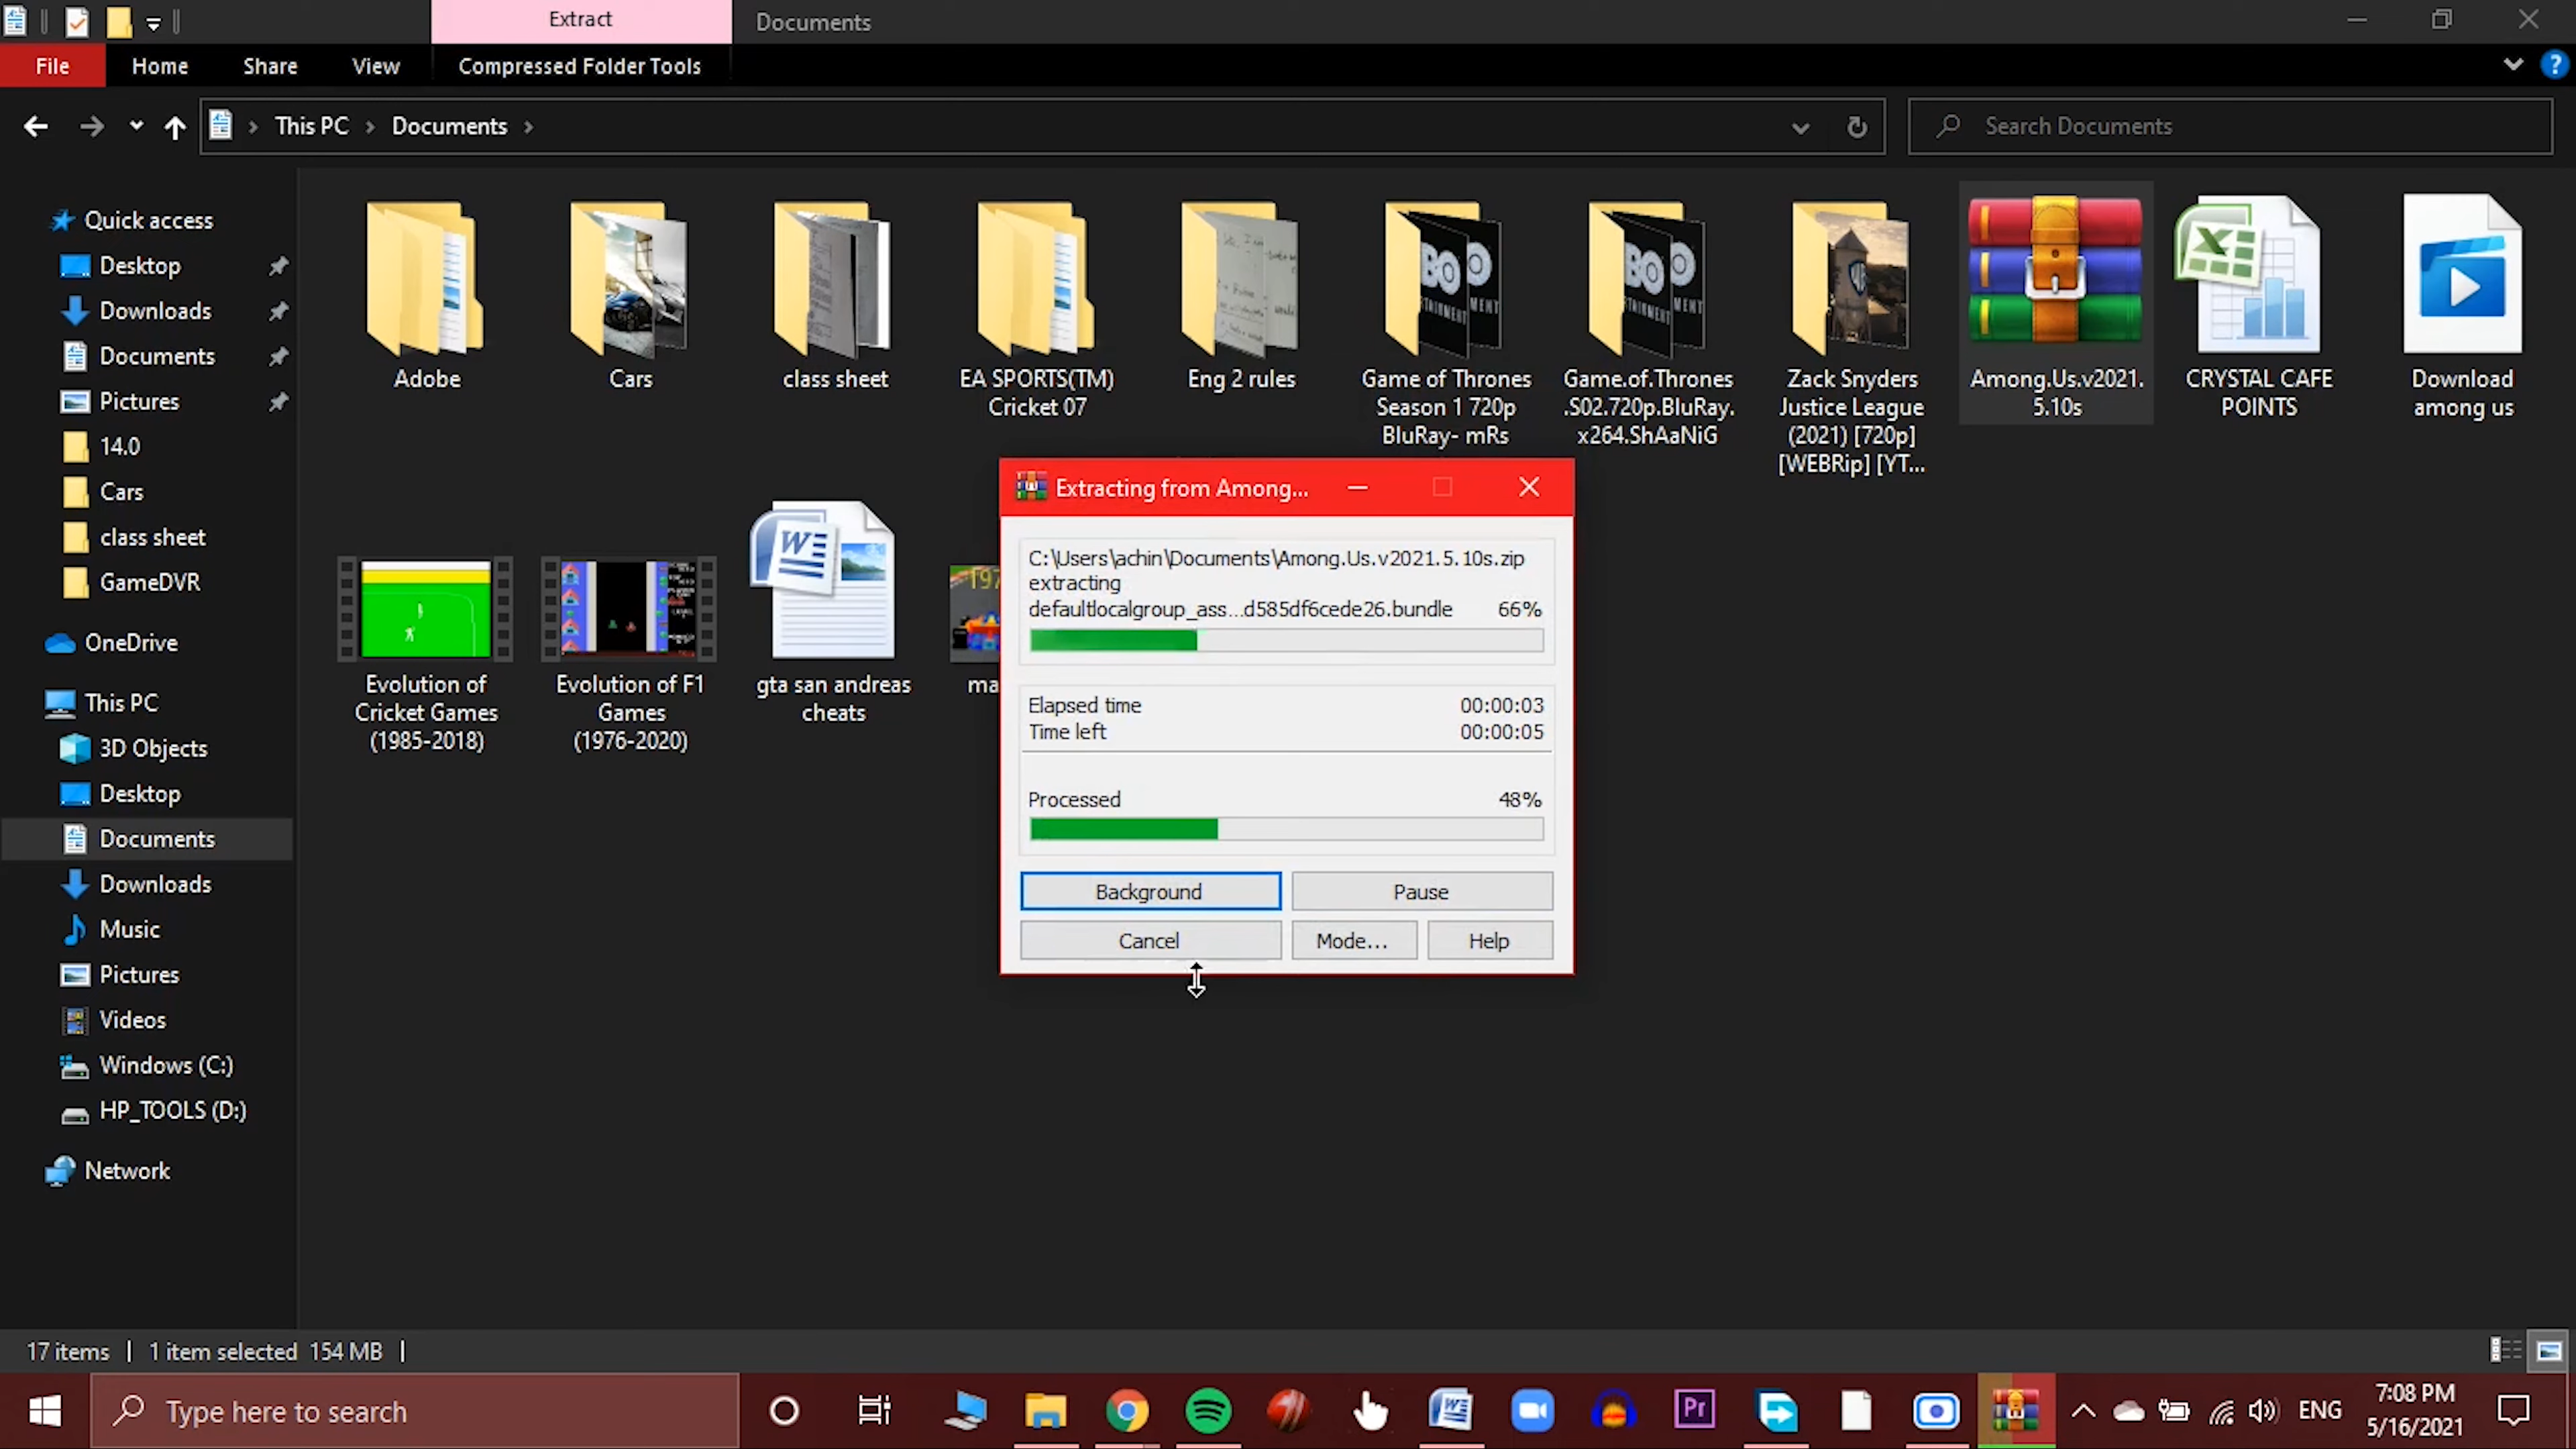 Extract
Documents
File
Home
Share
View
Compressed Folder Tools
This PC
Documents
Search Documents
Quick access
Desktop
Downloads
Documents
Pictures
14.0
Cars
class sheet
GameDVR
OneDrive
This PC
3D Objects
Desktop
Documents
Downloads
Music
Pictures
Videos
Windows (C:)
HP_TOOLS (D:)
Network
Adobe
Cars
class sheet
EA SPORTS(TM)
Cricket 07
Eng 2 rules
Game of Thrones
Season 1 720p
BluRay- mRs
Game.of.Thrones
.S02.720p.BluRay.
x264.ShAaNiG
Zack Snyders
Justice League
(2021) [720p]
[WEBRip] [YT...
Among.Us.v2021.
5.10s
CRYSTAL CAFE
POINTS
Download
among us
Evolution of
Cricket Games
(1985-2018)
Evolution of F1
Games
(1976-2020)
gta san andreas
cheats
ma
Extracting from Among...
C:\Users\achin\Documents\Among.Us.v2021.5.10s.zip
extracting
defaultlocalgroup_ass...d585df6cede26.bundle 66%
Elapsed time 00:00:03
Time left 00:00:05
Processed 48%
Background
Pause
Cancel
Mode...
Help
17 items
1 item selected 154 MB
Type here to search
Pr
ENG
7:08 PM
5/16/2021